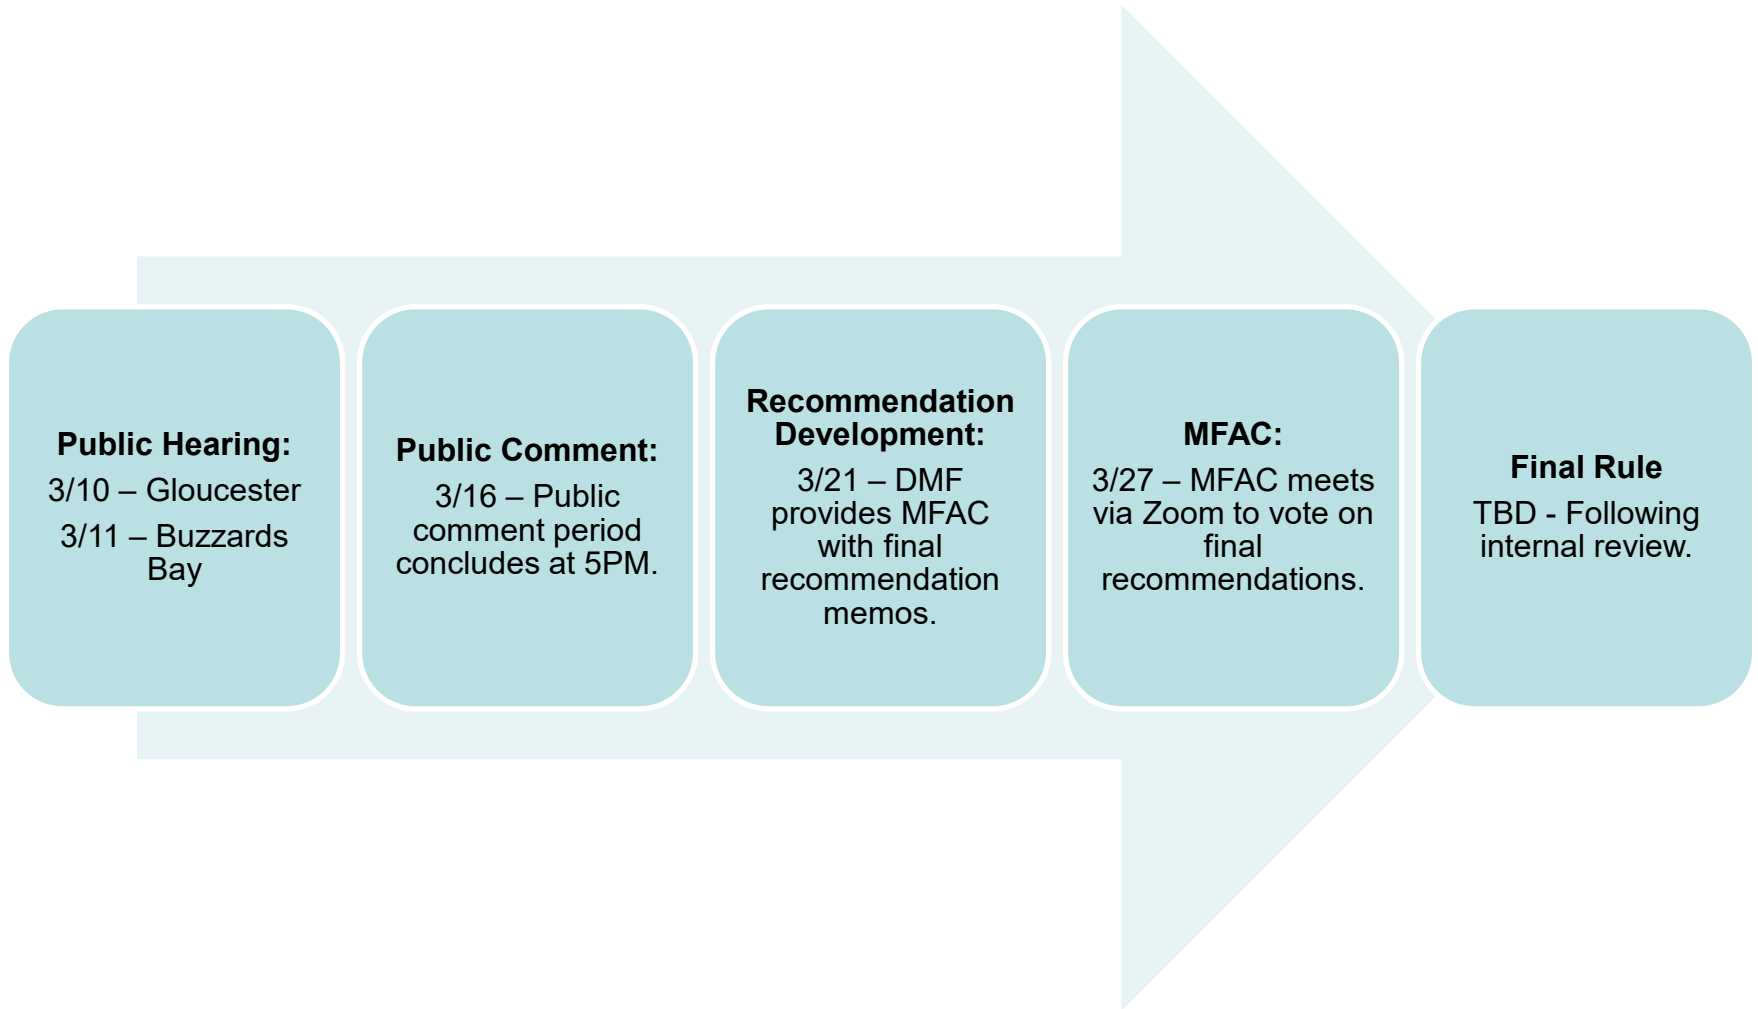 Public Hearing:
3/10 – Gloucester
3/11 – Buzzards
Bay
Public Comment:
3/16 – Public
comment period
concludes at 5PM.
Recommendation
Development:
3/21 – DMF
provides MFAC
with final
recommendation
memos.
MFAC:
3/27 – MFAC meets
via Zoom to vote on
final
recommendations.
Final Rule
TBD - Following
internal review.